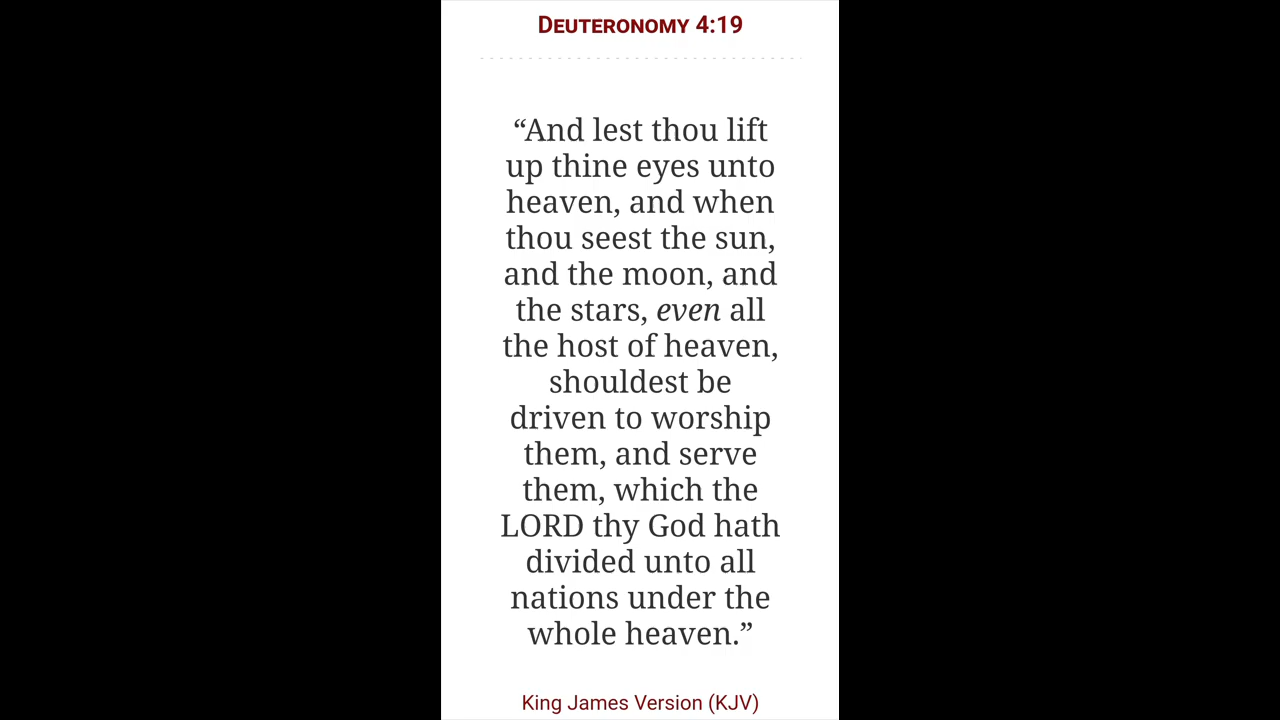 Deuteronomy 4:19
“And lest thou lift
up thine eyes unto
heaven, and when
thou seest the sun,
and the moon, and
the stars, even all
the host of heaven,
shouldest be
driven to worship
them, and serve
them, which the
LORD thy God hath
divided unto all
nations under the
whole heaven.”
King James Version (KJV)